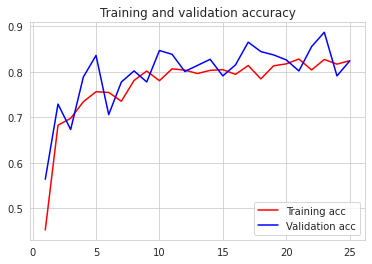 Training and validation accuracy
0.9
0.8
0.7
0.6
0.5
0 5 10 15 20 25
Training acc
Validation acc